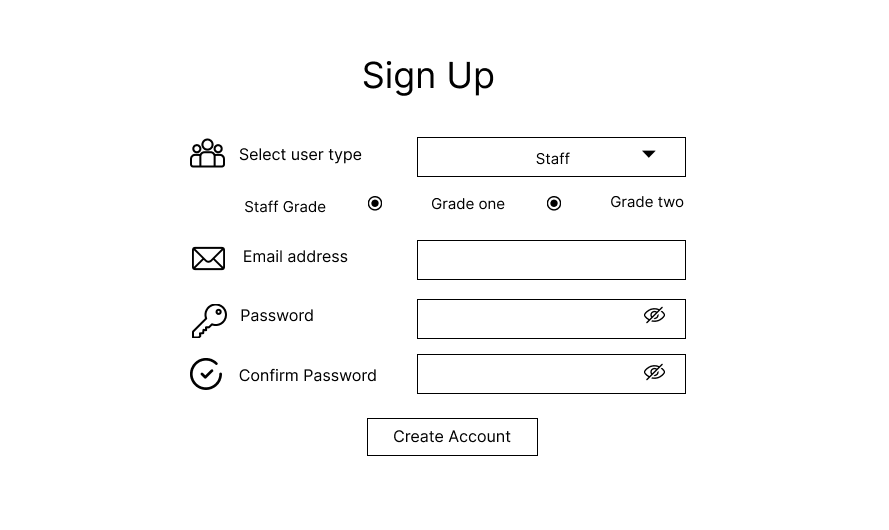 Sign Up
Select user type Staff
Staff Grade Grade one Grade two
Email address
Password
Confirm Password
Create Account